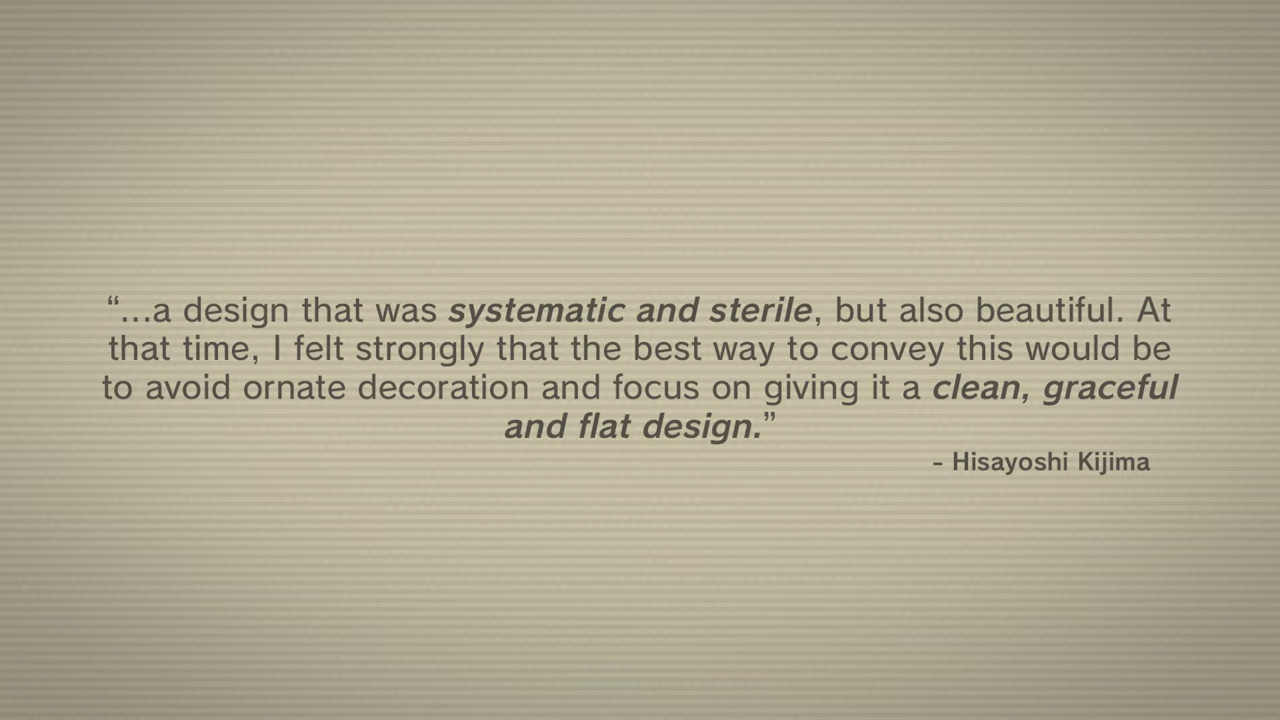 “...a design that was systematic and sterile, but also beautiful. At
that time, I felt strongly that the best way to convey this would be
to avoid ornate decoration and focus on giving it a clean, graceful
and flat design.”
– Hisayoshi Kijima